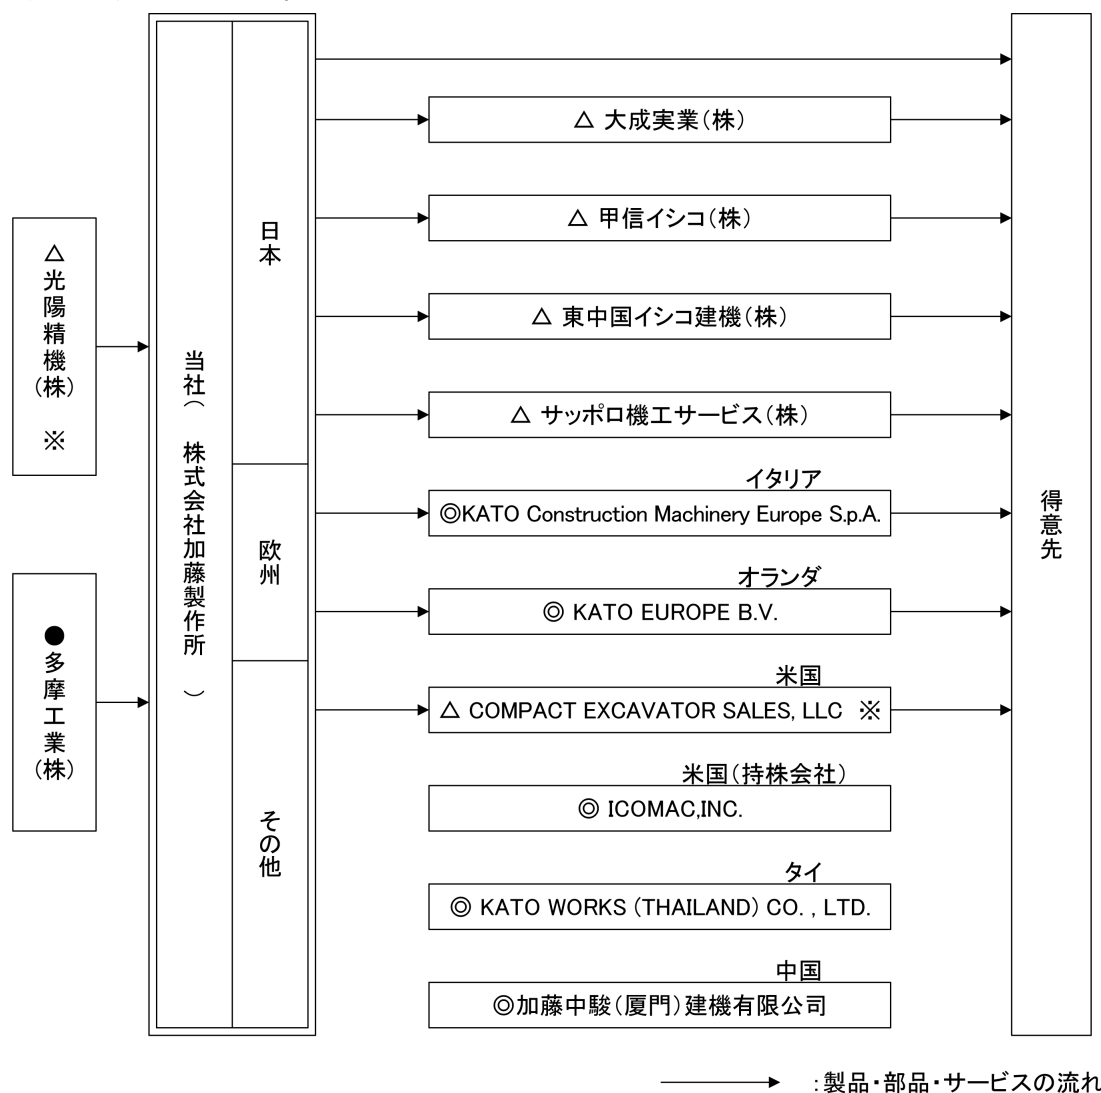 △光陽精機(株) ※
●多摩工業(株)
当社( 株式会社加藤製作所 )
日本
欧州
その他
△ 大成実業(株)
△ 甲信イシコ(株)
△ 東中国イシコ建機(株)
△ サッポロ機工サービス(株)
イタリア
◎KATO Construction Machinery Europe S.p.A.
オランダ
◎ KATO EUROPE B.V.
米国
△ COMPACT EXCAVATOR SALES, LLC ※
米国(持株会社)
◎ ICOMAC,INC.
タイ
◎ KATO WORKS (THAILAND) CO. , LTD.
中国
◎加藤中駿(厦門)建機有限公司
得意先
:製品・部品・サービスの流れ